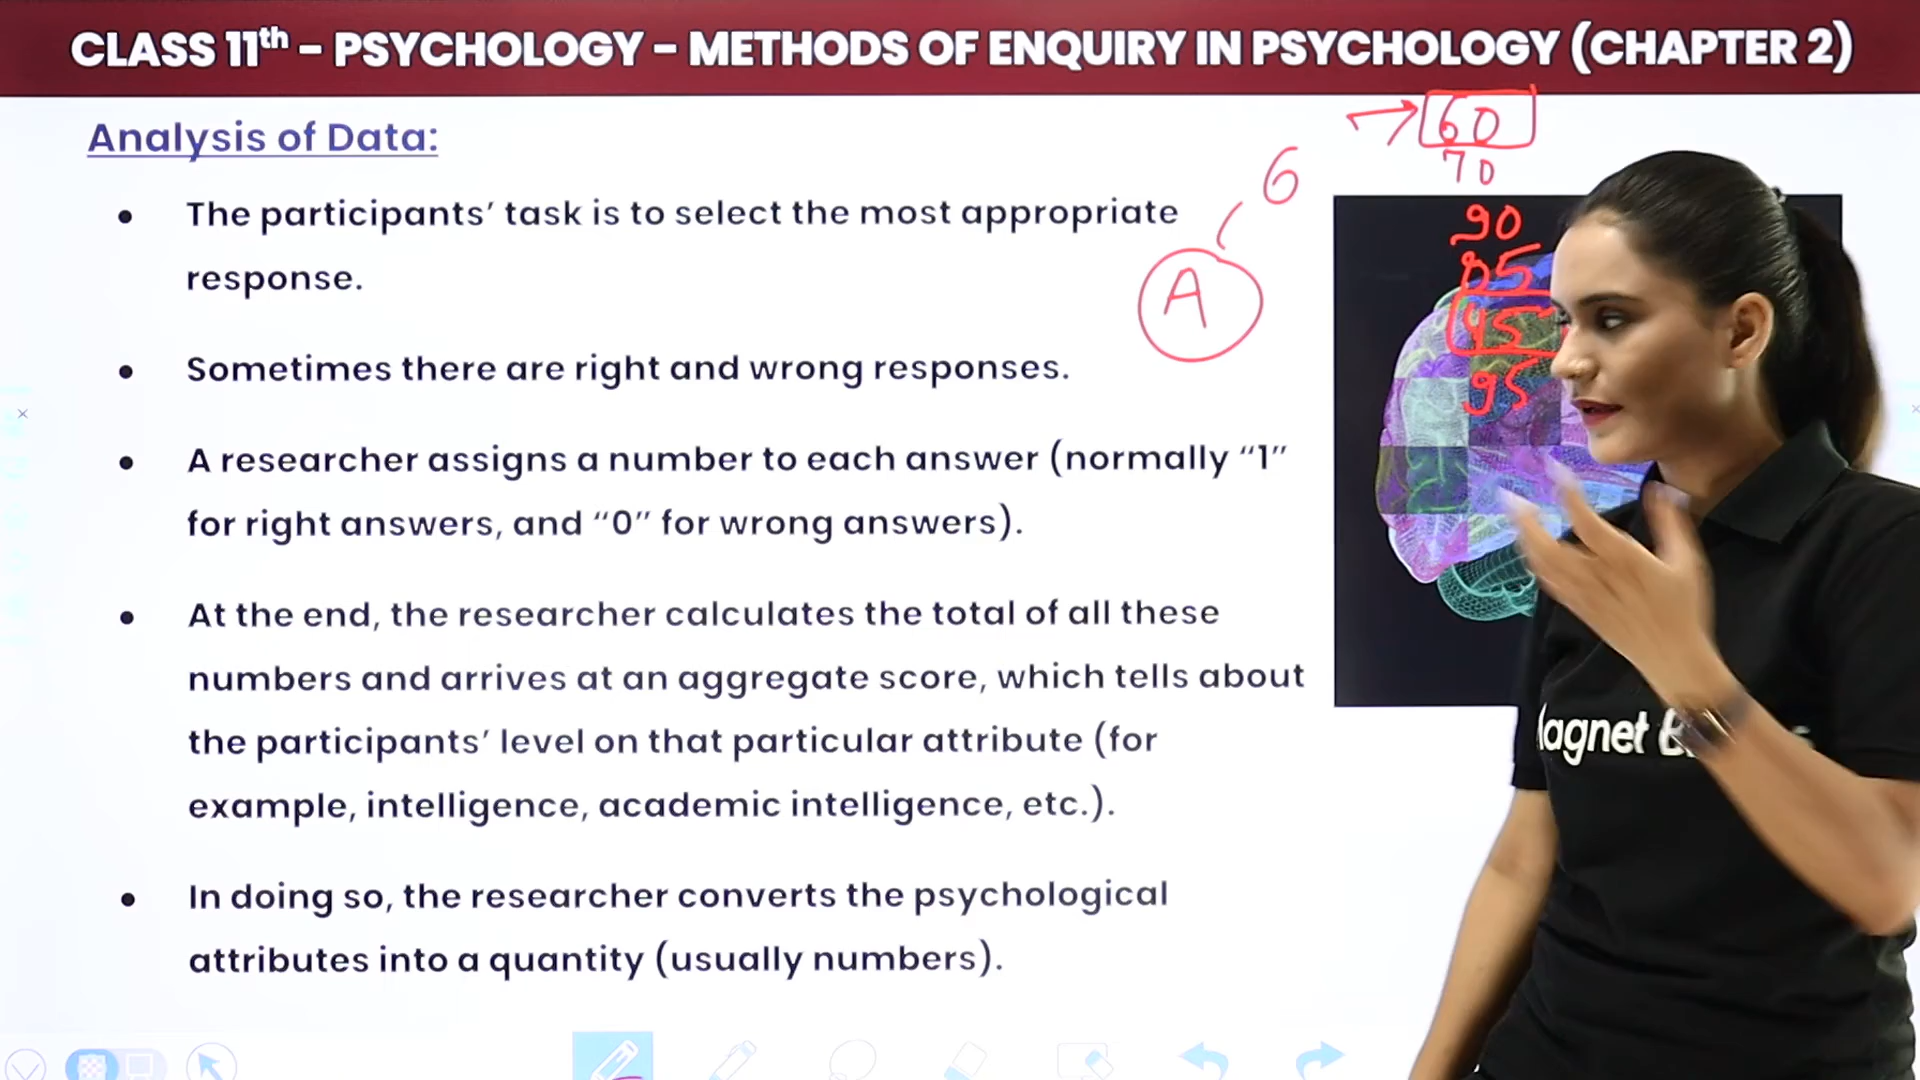 CLASS 11th – PSYCHOLOGY – METHODS OF ENQUIRY IN PSYCHOLOGY (CHAPTER 2)
Analysis of Data:
• The participants’ task is to select the most appropriate
response.
• Sometimes there are right and wrong responses.
• A researcher assigns a number to each answer (normally “1”
for right answers, and “0” for wrong answers).
• At the end, the researcher calculates the total of all these
numbers and arrives at an aggregate score, which tells about
the participants’ level on that particular attribute (for
example, intelligence, academic intelligence, etc.).
• In doing so, the researcher converts the psychological
attributes into a quantity (usually numbers).
6
A
60
70
90
45
95
agnet